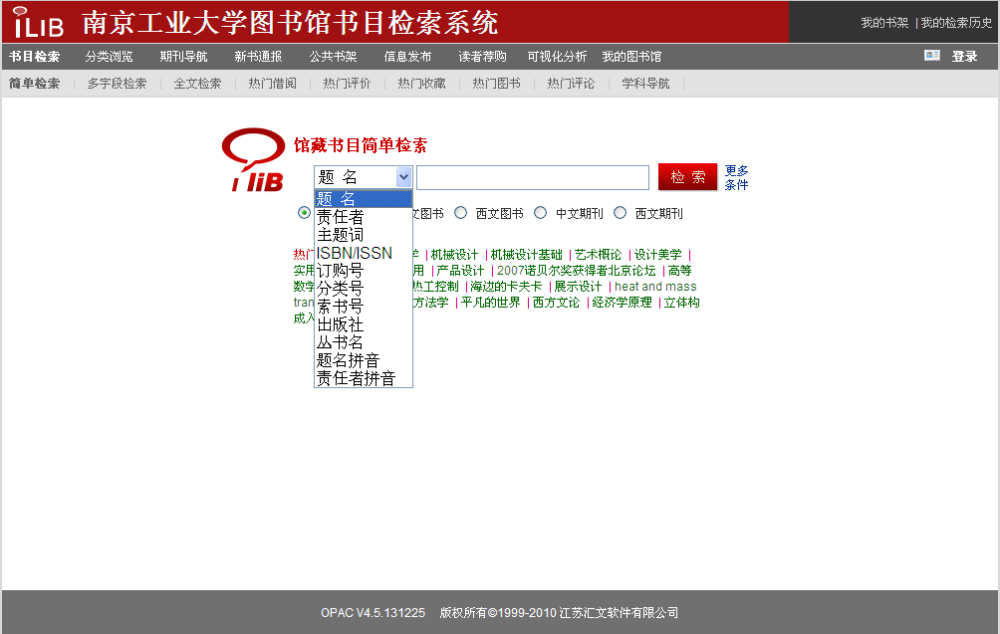 iLIB 南京工业大学图书馆书目检索系统 我的书架 | 我的检索历史
书目检索 分类浏览 期刊导航 新书通报 公共书架 信息发布 读者荐购 可视化分析 我的图书馆 登录
简单检索 多字段检索 全文检索 热门借阅 热门评价 热门收藏 热门图书 热门评论 学科导航
iliB 馆藏书目简单检索
题 名 检 索 更多
条件
题 名
责任者
主题词
ISBN/ISSN
订购号
分类号
索书号
出版社
丛书名
题名拼音
责任者拼音
文图书 西文图书 中文期刊 西文期刊
热门 学 | 机械设计 | 机械设计基础 | 艺术概论 | 设计美学 |
实用 用 | 产品设计 | 2007诺贝尔奖获得者北京论坛 | 高等
数学 热工控制 | 海边的卡夫卡 | 展示设计 | heat and mass
tran 方法学 | 平凡的世界 | 西方文论 | 经济学原理 | 立体构
成入
OPAC V4.5.131225 版权所有©1999-2010 江苏汇文软件有限公司